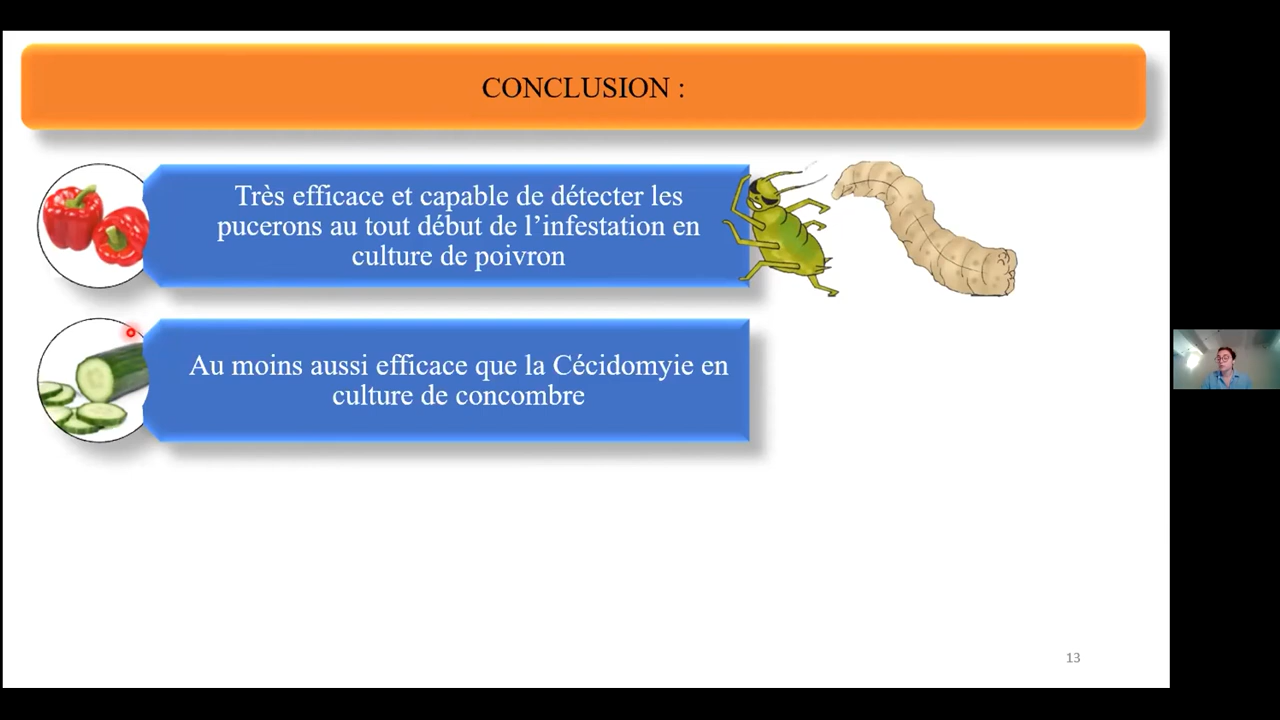 CONCLUSION :
Très efficace et capable de détecter les
pucerons au tout début de l’infestation en
culture de poivron
Au moins aussi efficace que la Cécidomyie en
culture de concombre
13